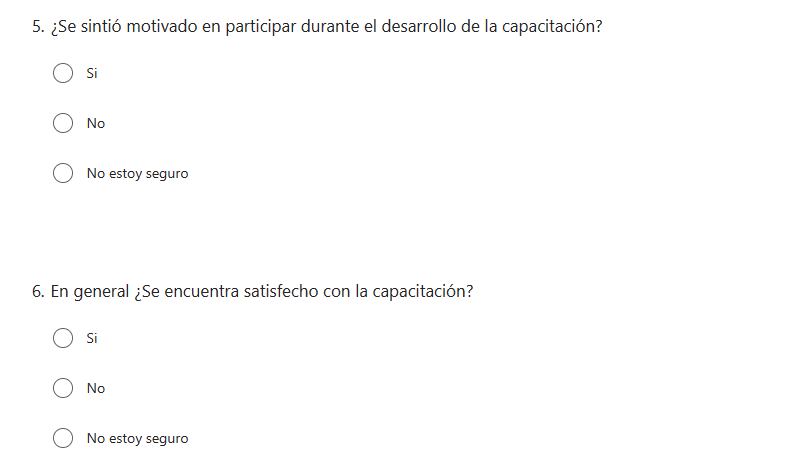 5. ¿Se sintió motivado en participar durante el desarrollo de la capacitación?
Si
No
No estoy seguro
6. En general ¿Se encuentra satisfecho con la capacitación?
Si
No
No estoy seguro